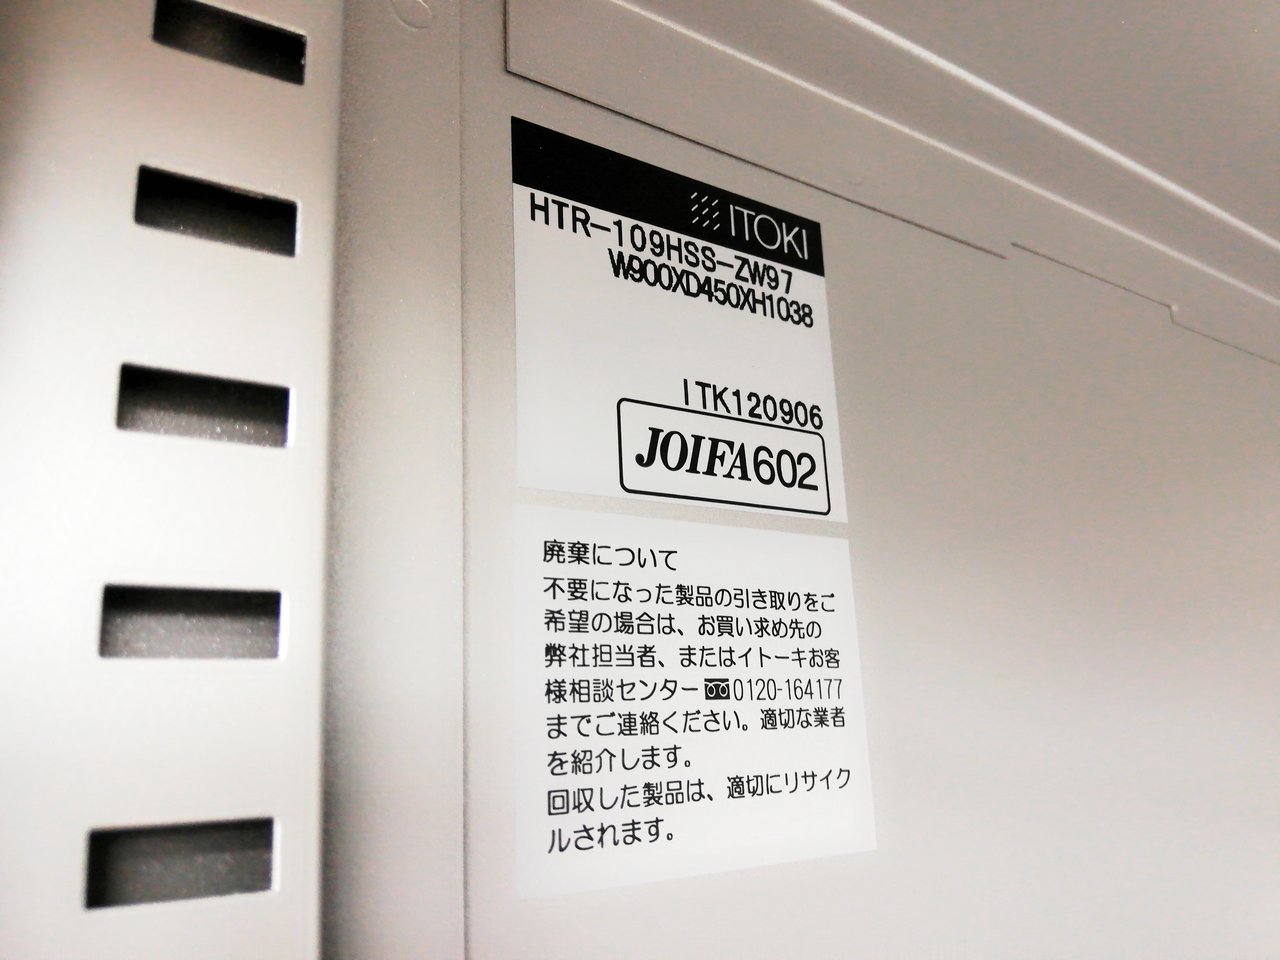 ITOKI
HTR-109HSS-ZW97
W900XD450XH1038
ITK120906
JOIFA602
廃棄について
不要になった製品の引き取りをご
希望の場合は、お買い求め先の
弊社担当者、またはイトーキお客
様相談センター0120-164177
までご連絡ください。適切な業者
を紹介します。
回収した製品は、適切にリサイク
ルされます。